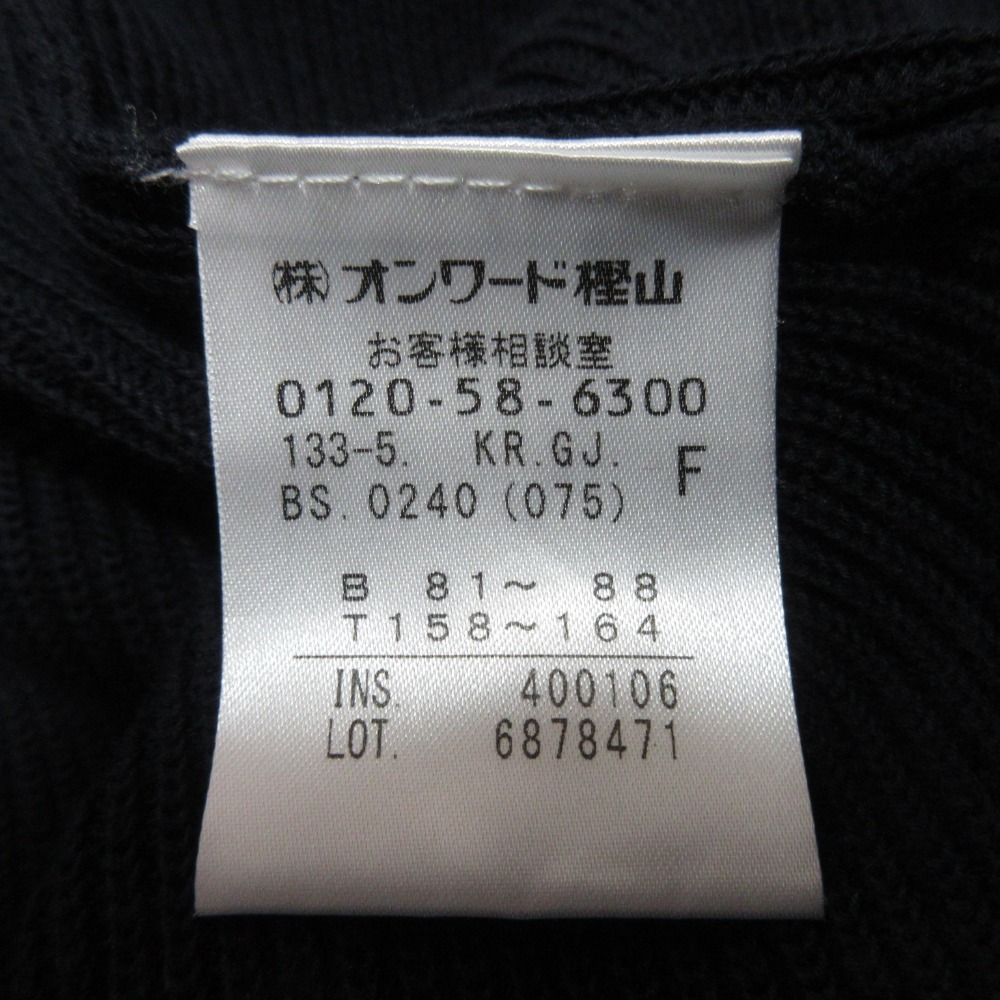 ㈱オンワード樫山
お客様相談室
0120-58-6300
133-5. KR.GJ. F
BS.0240(075)
B 81～ 88
T158～164
INS. 400106
LOT. 6878471